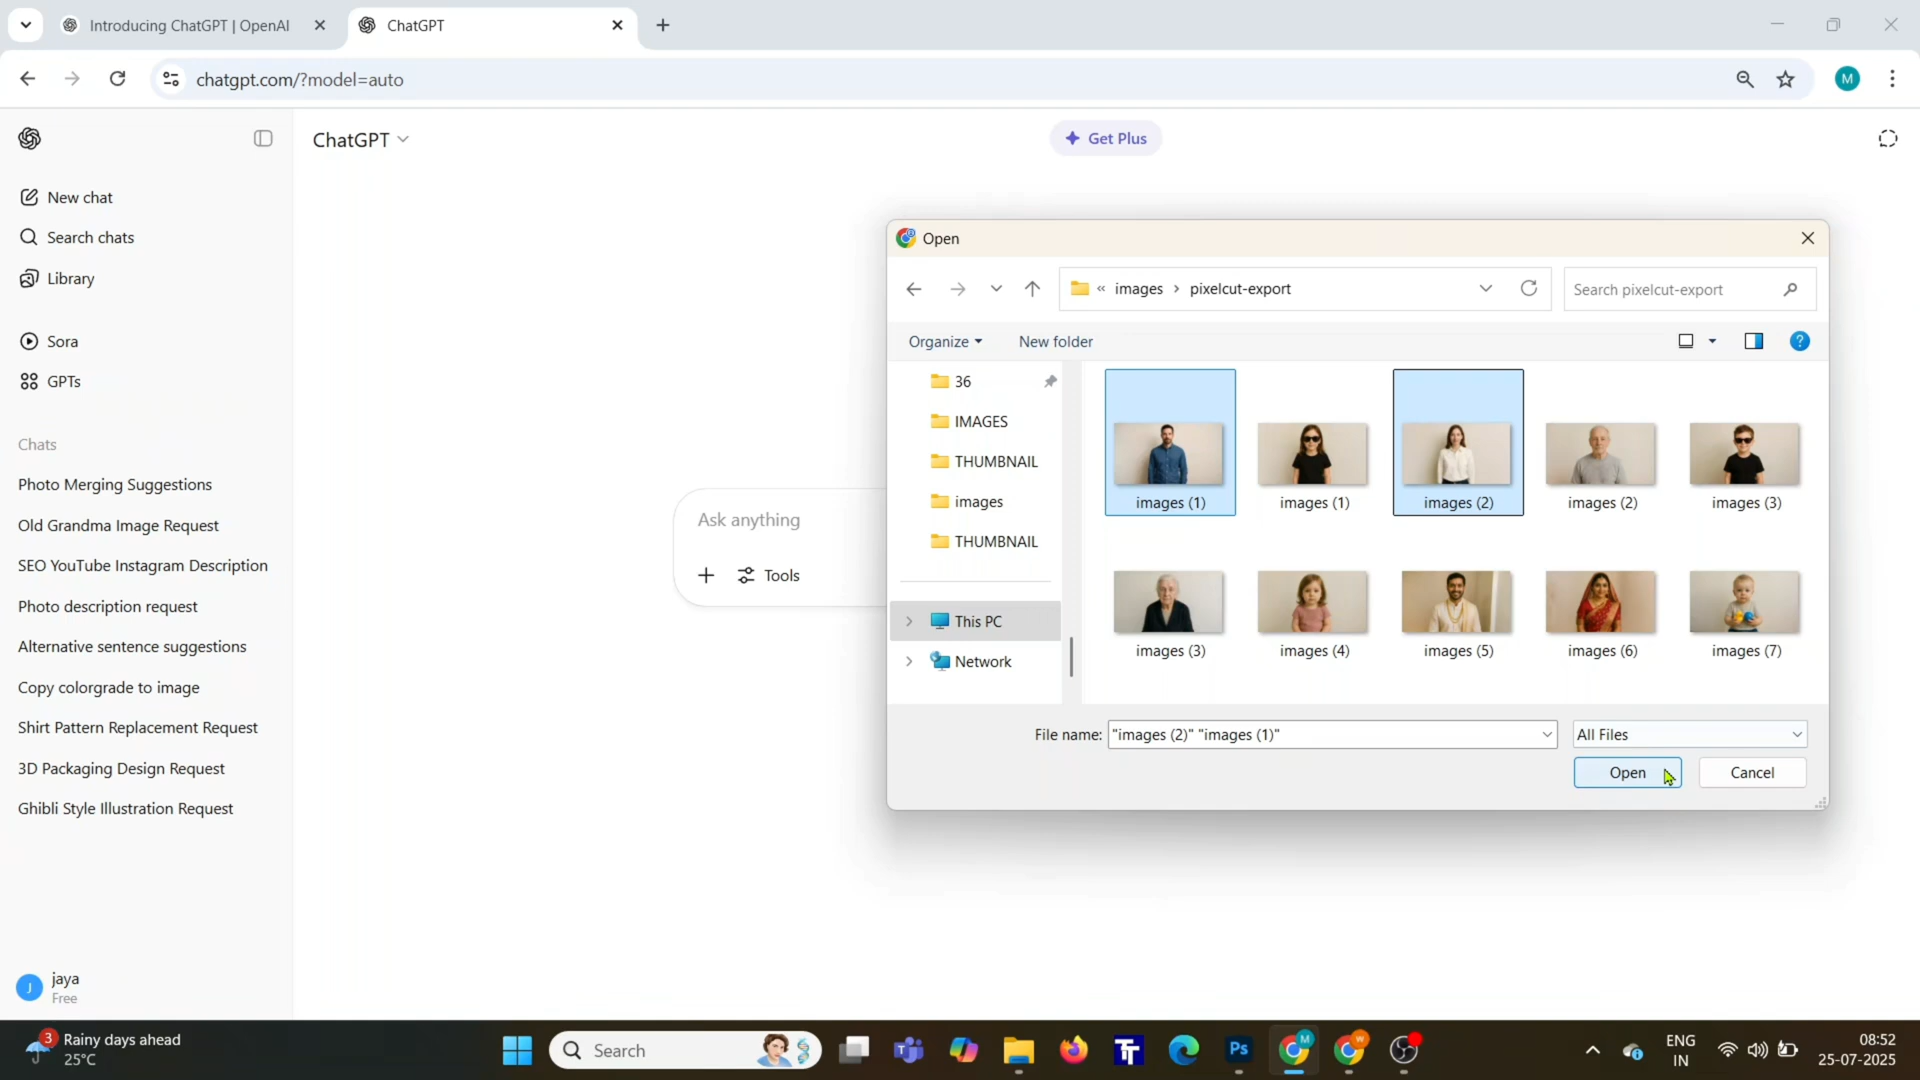 Introducing ChatGPT | OpenAI
ChatGPT
chatgpt.com/?model=auto
M
ChatGPT
Get Plus
New chat
Search chats
Library
Sora
GPTs
Chats
Photo Merging Suggestions
Old Grandma Image Request
SEO YouTube Instagram Description
Photo description request
Alternative sentence suggestions
Copy colorgrade to image
Shirt Pattern Replacement Request
3D Packaging Design Request
Ghibli Style Illustration Request
J
jaya
Free
Ask anything
Tools
Open
« images › pixelcut-export
Search pixelcut-export
Organize
New folder
?
36
IMAGES
THUMBNAIL
images
THUMBNAIL
This PC
Network
images (1)
images (1)
images (2)
images (2)
images (3)
images (3)
images (4)
images (5)
images (6)
images (7)
File name:
"images (2)" "images (1)"
All Files
Open
Cancel
3
Rainy days ahead
25°C
Search
Ps
M
W
ENG
IN
08:52
25-07-2025